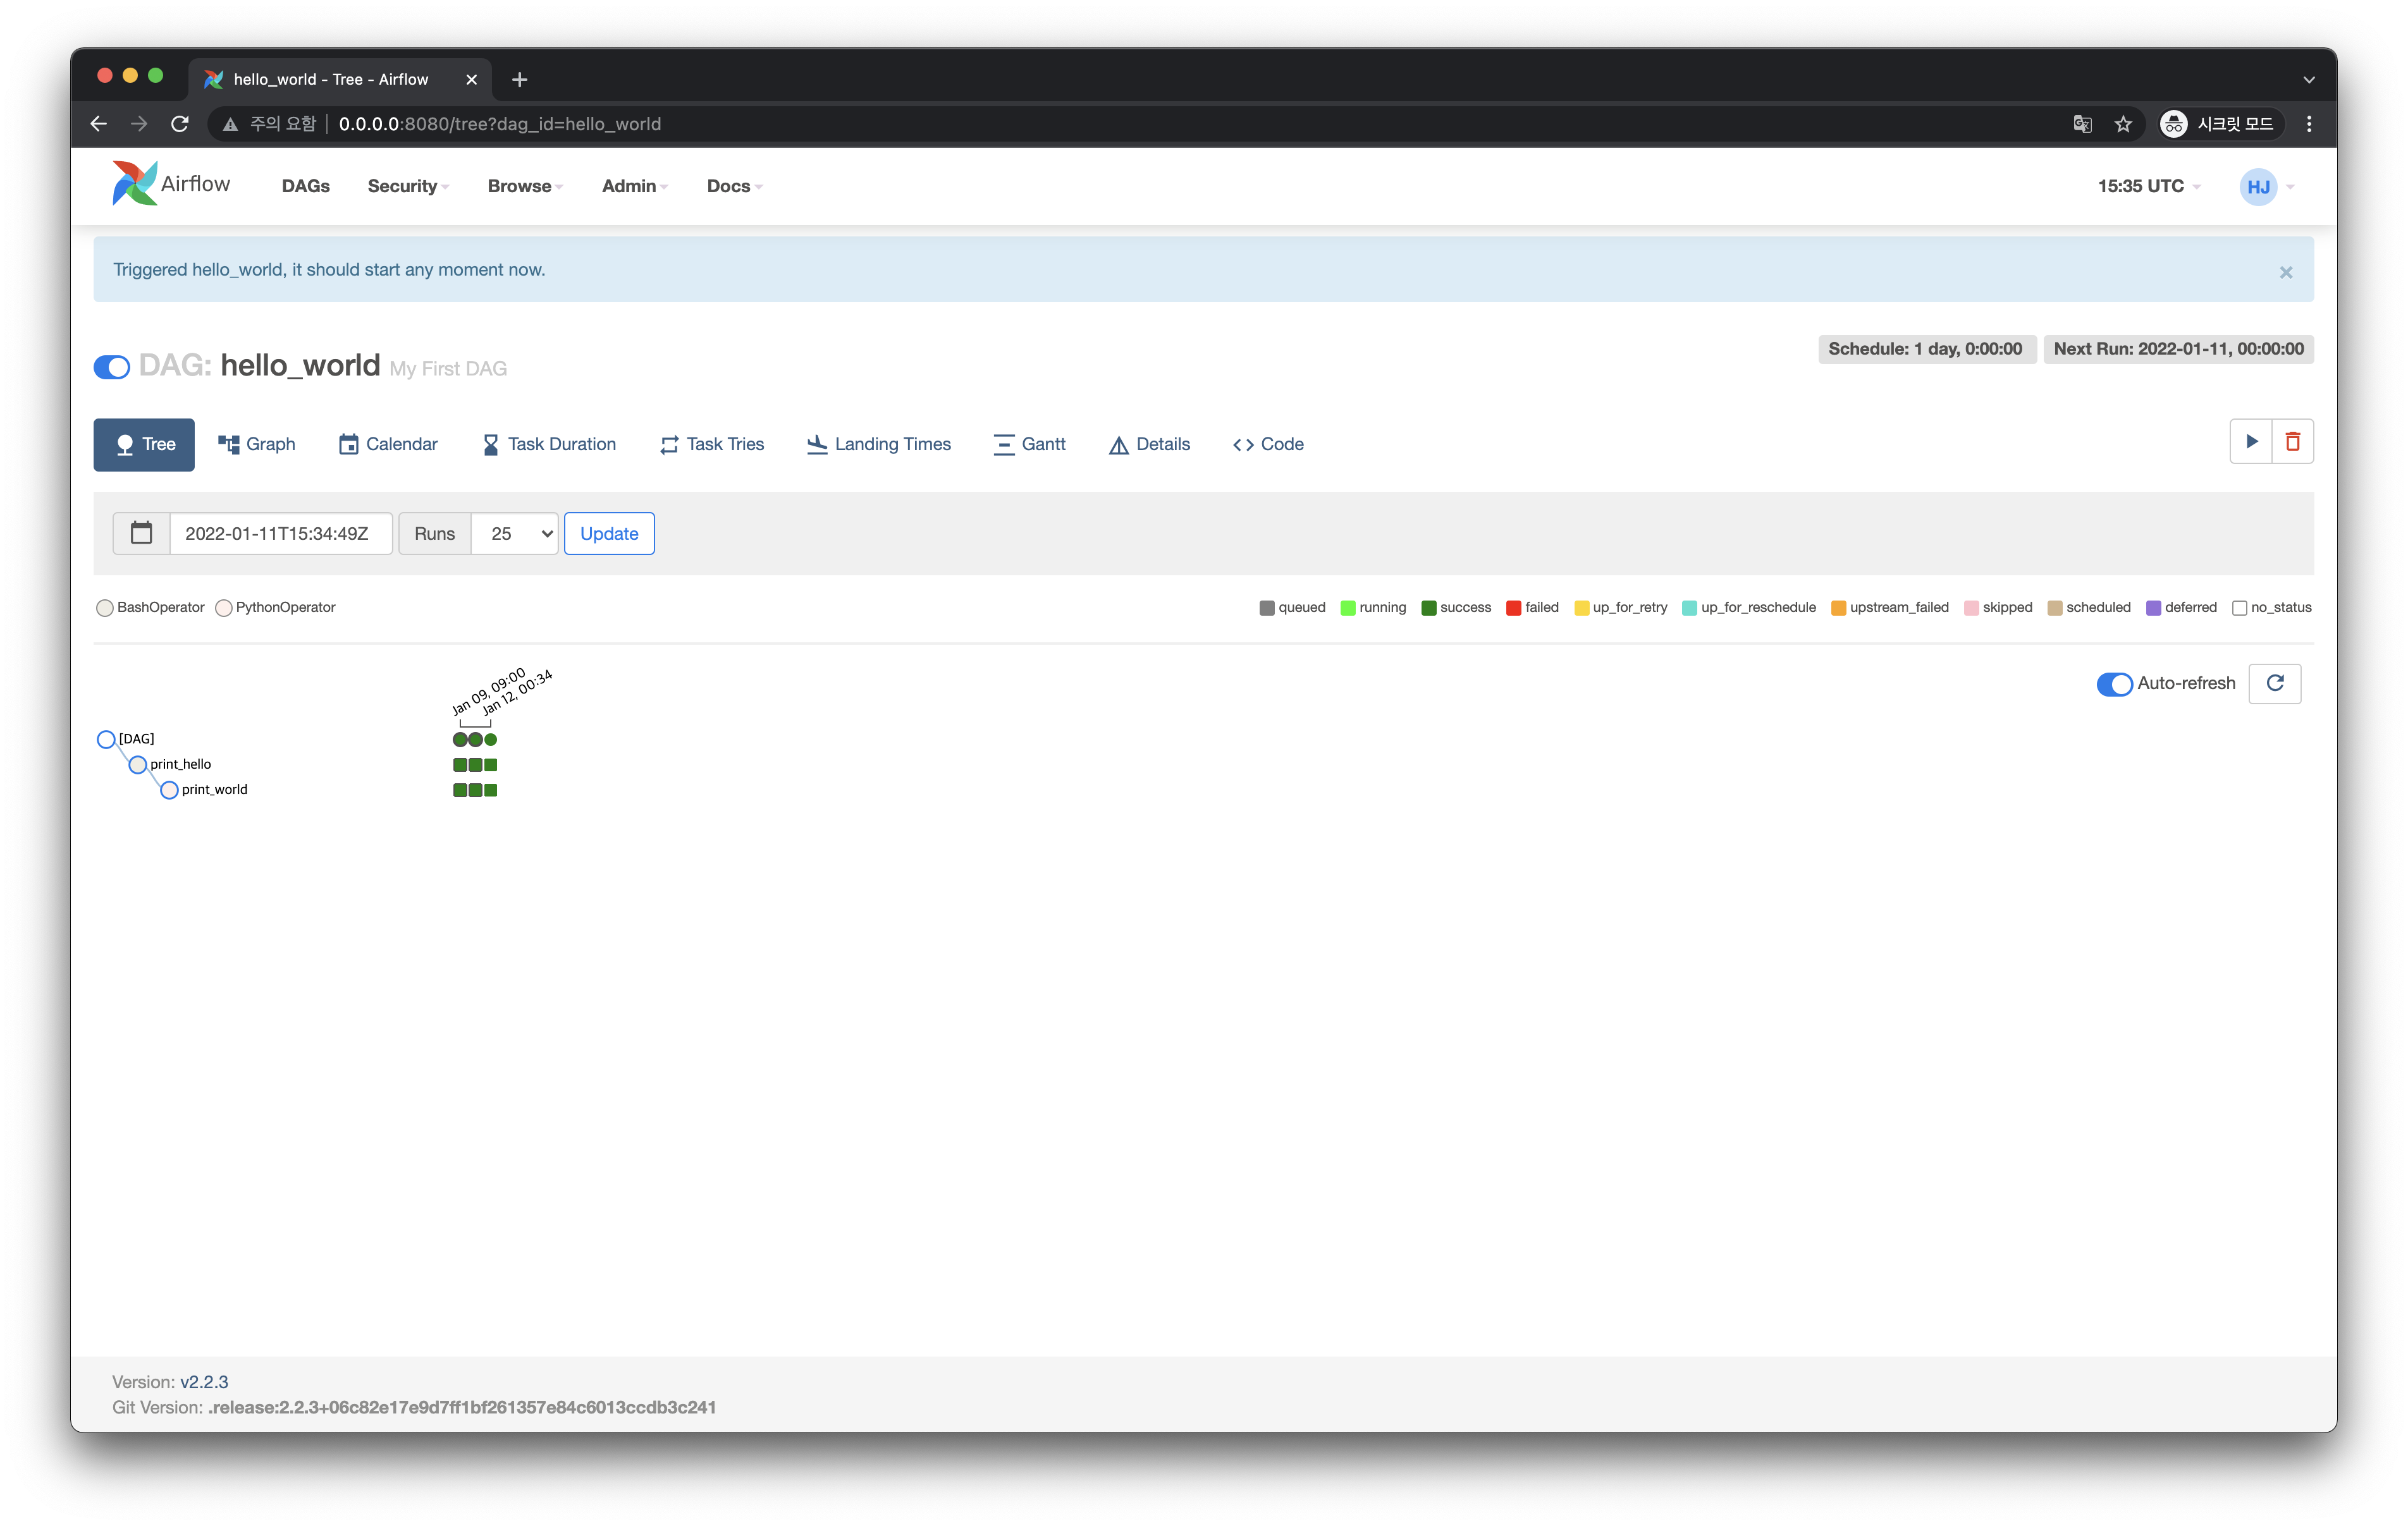 hello_world - Tree - Airflow
주의 요함 0.0.0.0:8080/tree?dag_id=hello_world 시크릿 모드
Airflow DAGs Security Browse Admin Docs 15:35 UTC HJ
Triggered hello_world, it should start any moment now. ×
Schedule: 1 day, 0:00:00 Next Run: 2022-01-11, 00:00:00
DAG: hello_world My First DAG
Tree Graph Calendar Task Duration Task Tries Landing Times Gantt Details Code
2022-01-11T15:34:49Z Runs 25 Update
BashOperator PythonOperator queued running success failed up_for_retry up_for_reschedule upstream_failed skipped scheduled deferred no_status
Jan 09, 09:00
Jan 12, 00:34
Auto-refresh
[DAG]
print_hello
print_world
Version: v2.2.3
Git Version: .release:2.2.3+06c82e17e9d7ff1bf261357e84c6013ccdb3c241